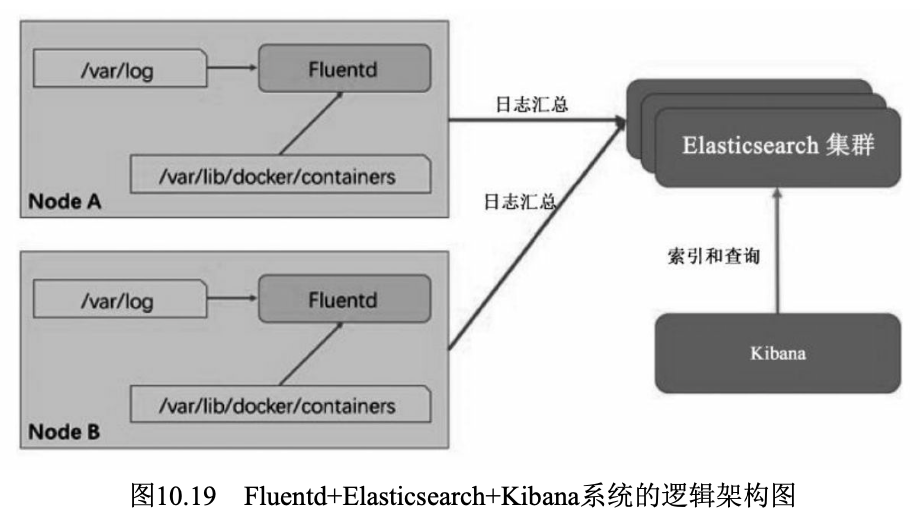 /var/log
Fluentd
/var/lib/docker/containers
Node A
日志汇总
日志汇总
Elasticsearch 集群
/var/log
Fluentd
/var/lib/docker/containers
Node B
索引和查询
Kibana
图10.19 Fluentd+Elasticsearch+Kibana系统的逻辑架构图